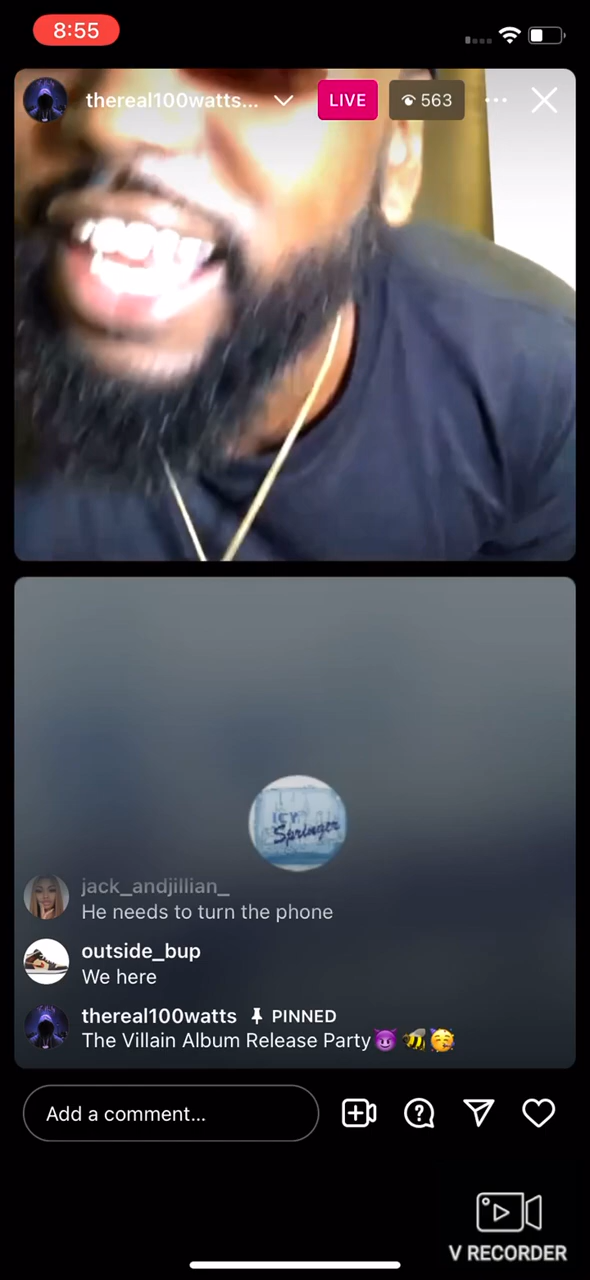 8:55
thereal100watts...
LIVE
563
ICY
Springer
jack_andjillian_
He needs to turn the phone
outside_bup
We here
thereal100watts PINNED
The Villain Album Release Party😈🐝🥳
Add a comment...
V RECORDER